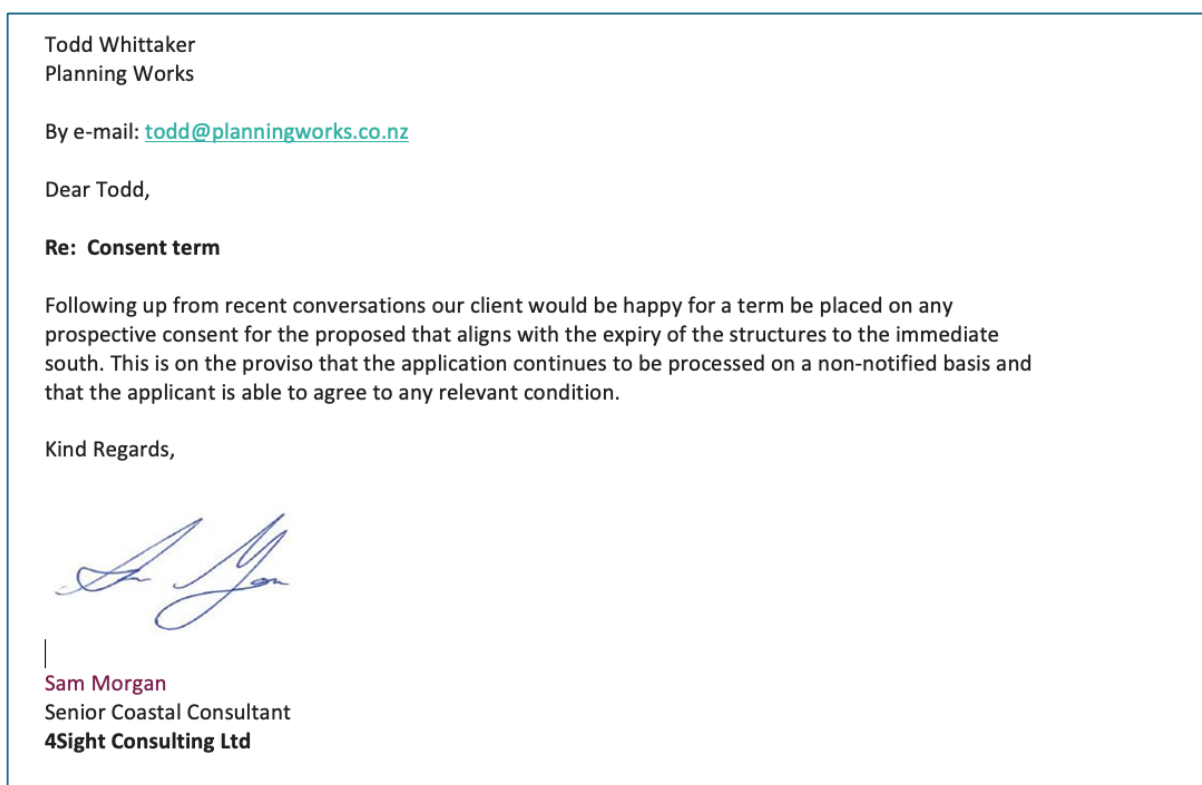 Todd Whittaker
Planning Works
By e-mail: todd@planningworks.co.nz
Dear Todd,
Re:  Consent term
Following up from recent conversations our client would be happy for a term be placed on any
prospective consent for the proposed that aligns with the expiry of the structures to the immediate
south. This is on the proviso that the application continues to be processed on a non-notified basis and
that the applicant is able to agree to any relevant condition.
Kind Regards,
Sam Morgan
Senior Coastal Consultant
4Sight Consulting Ltd